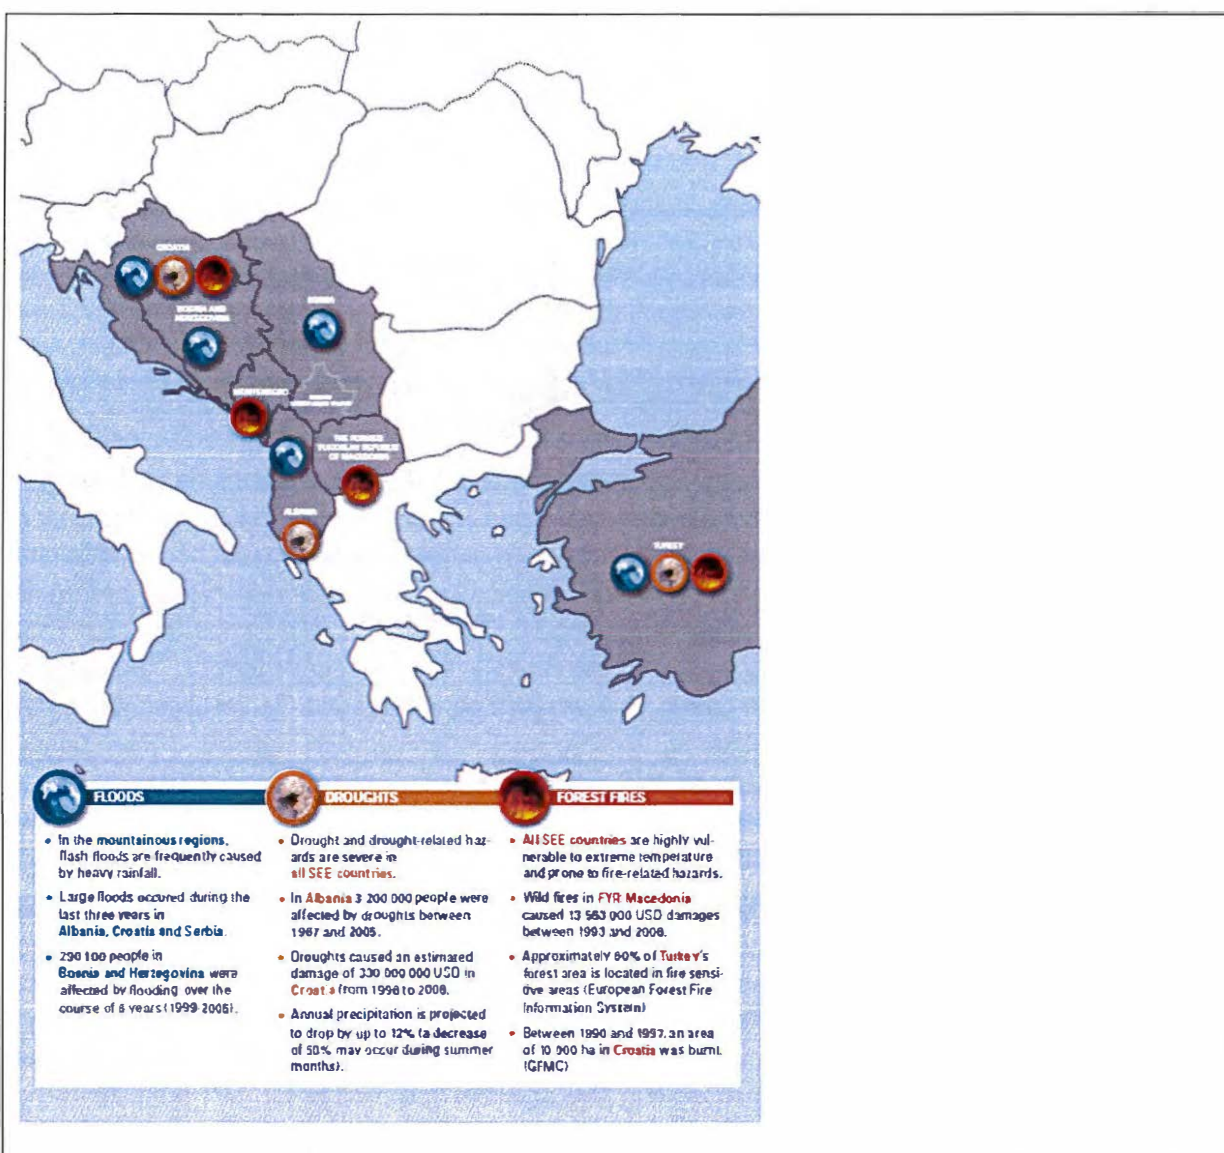 CROATIA
BOSNIA AND
HERZEGOVINA
SERBIA
MONTENEGRO
THE FORMER
YUGOSLAV REPUBLIC
OF MACEDONIA
ALBANIA
TURKEY
FLOODS
• In the mountainous regions,
flash floods are frequently caused
by heavy rainfall.
• Large floods occured during the
last three years in
Albania, Croatia and Serbia.
• 290 100 people in
Bosnia and Herzegovina were
affected by flooding over the
course of 6 years (1999-2005).
DROUGHTS
• Drought and drought-related haz-
ards are severe in
all SEE countries.
• In Albania 3 200 000 people were
affected by droughts between
1967 and 2005.
• Droughts caused an estimated
damage of 330 000 000 USD in
Croatia from 1996 to 2006.
• Annual precipitation is projected
to drop by up to 12% (a decrease
of 50% may occur during summer
months).
FOREST FIRES
• All SEE countries are highly vul-
nerable to extreme temperature
and prone to fire-related hazards.
• Wild fires in FYR Macedonia
caused 13 563 000 USD damages
between 1993 and 2006.
• Approximately 60% of Turkey's
forest area is located in fire sensi-
tive areas (European Forest Fire
Information System)
• Between 1990 and 1997, an area
of 10 000 ha in Croatia was burnt.
(GFMC)